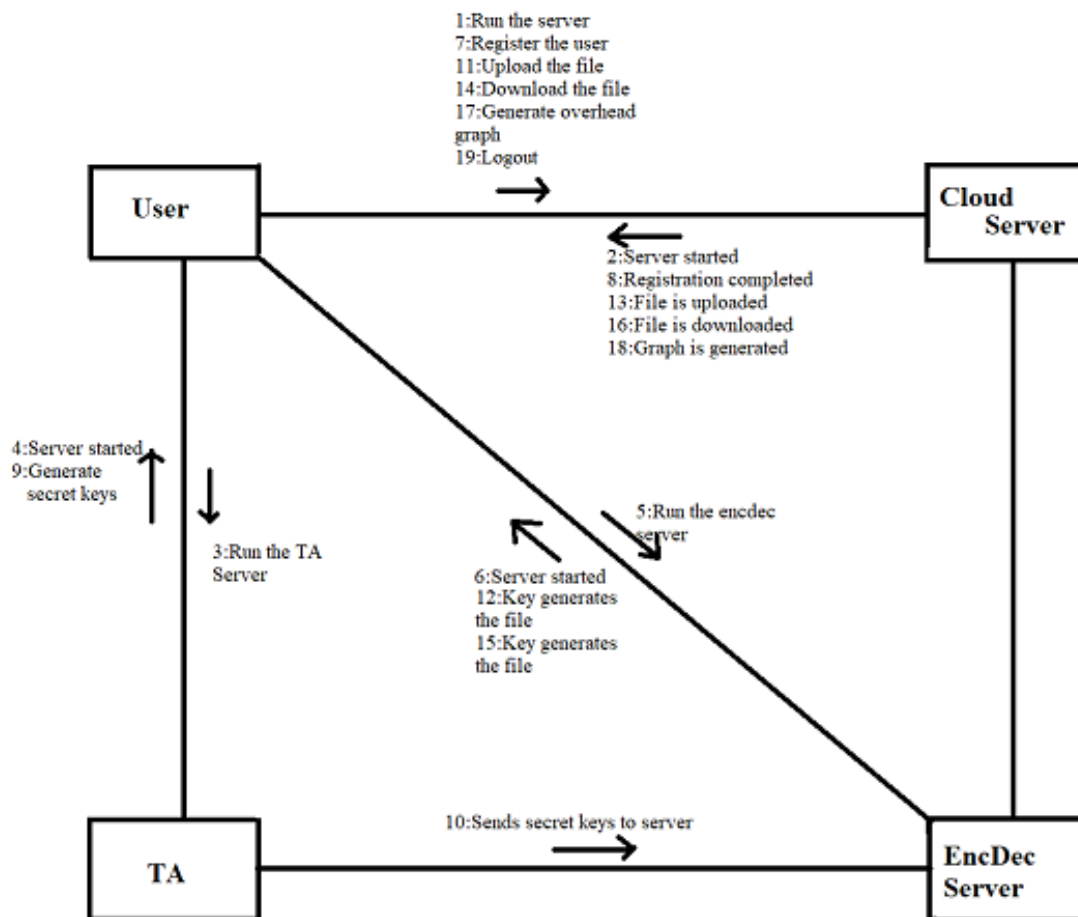 1:Run the server
7:Register the user
11:Upload the file
14:Download the file
17:Generate overhead
graph
19:Logout
User
Cloud
Server
2:Server started
8:Registration completed
13:File is uploaded
16:File is downloaded
18:Graph is generated
4:Server started
9:Generate
secret keys
3:Run the TA
Server
5:Run the encdec
server
6:Server started
12:Key generates
the file
15:Key generates
the file
10:Sends secret keys to server
TA
EncDec
Server